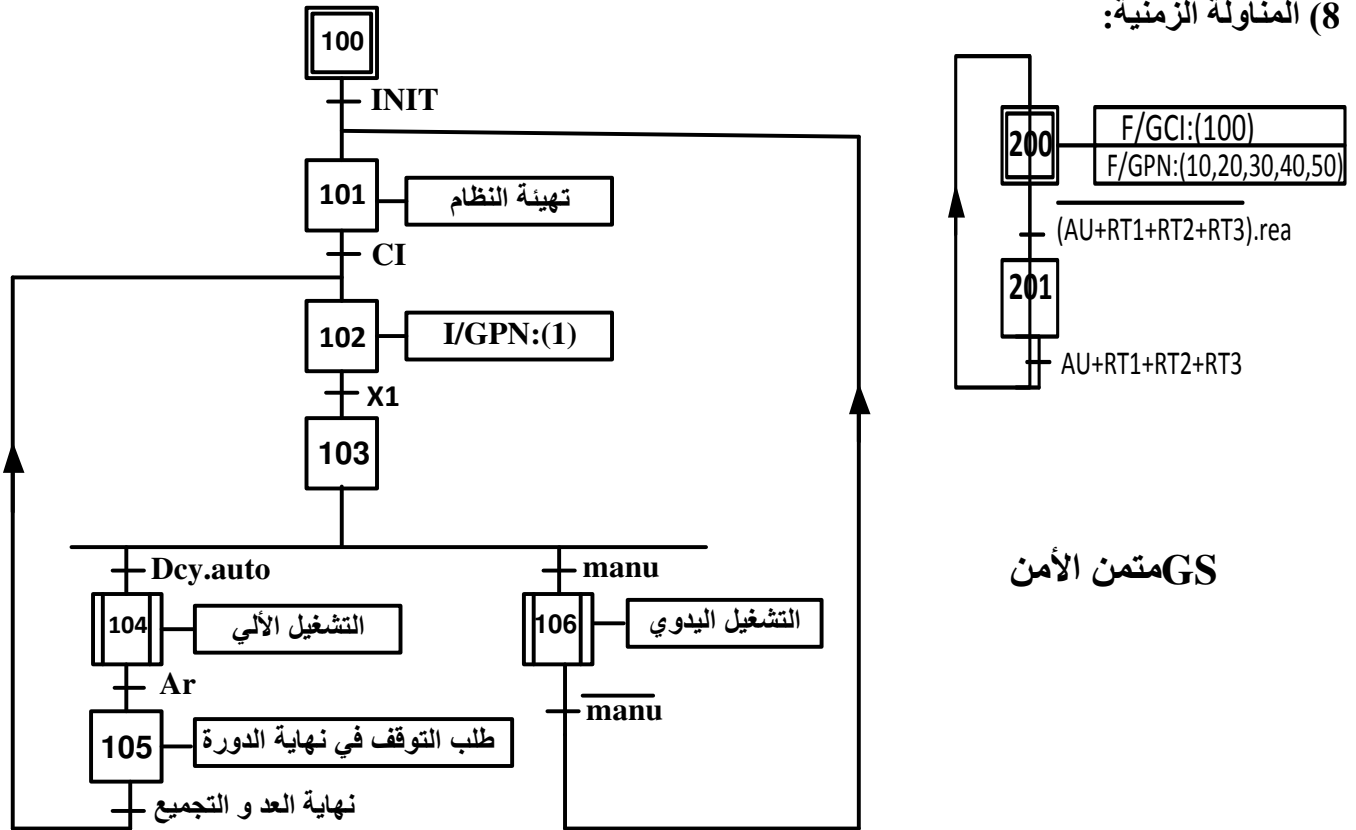 8) المناولة الزمنية:
100
INIT
101
تهيئة النظام
CI
102
I/GPN:(1)
X1
103
Dcy.auto
manu
104
التشغيل الألي
106
التشغيل اليدوي
Ar
manu
105
طلب التوقف في نهاية الدورة
نهاية العد و التجميع
200
F/GCI:(100)
F/GPN:(10,20,30,40,50)
(AU+RT1+RT2+RT3).rea
201
AU+RT1+RT2+RT3
متمن الأمن GS